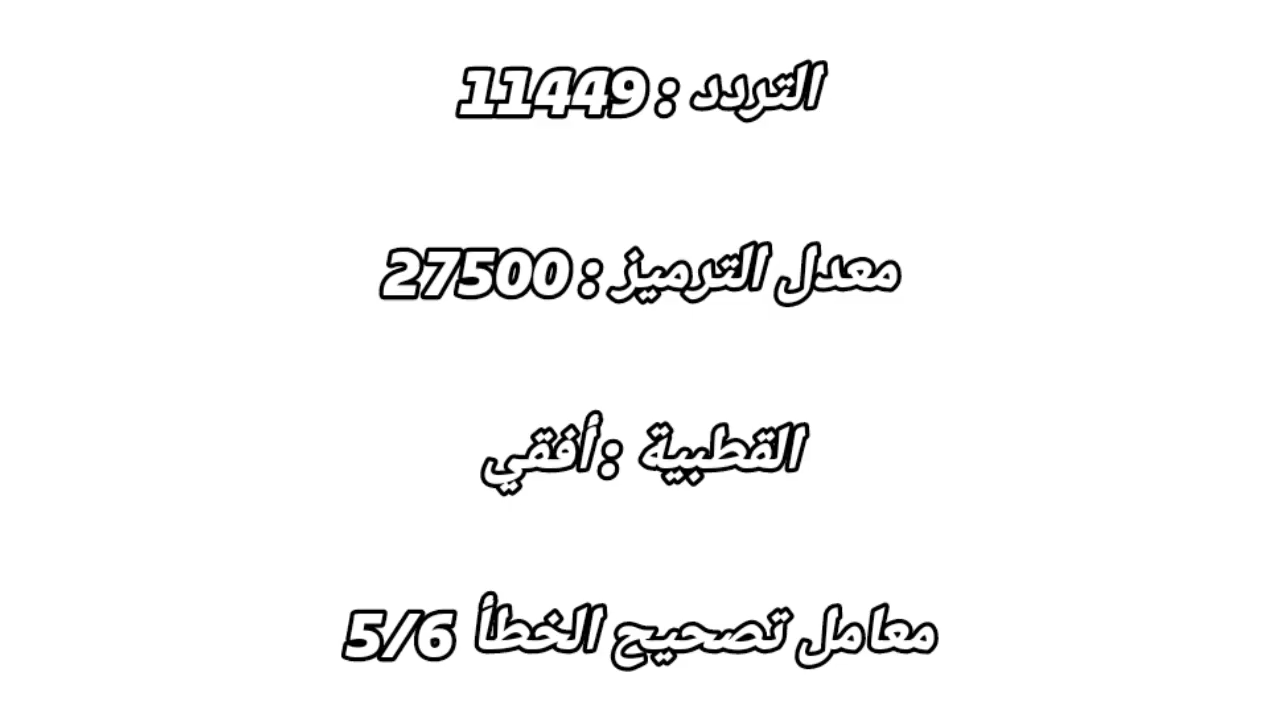 التردد :11449
معدل الترميز :27500
القطبية :أفقي
معامل تصحيح الخطأ 5/6